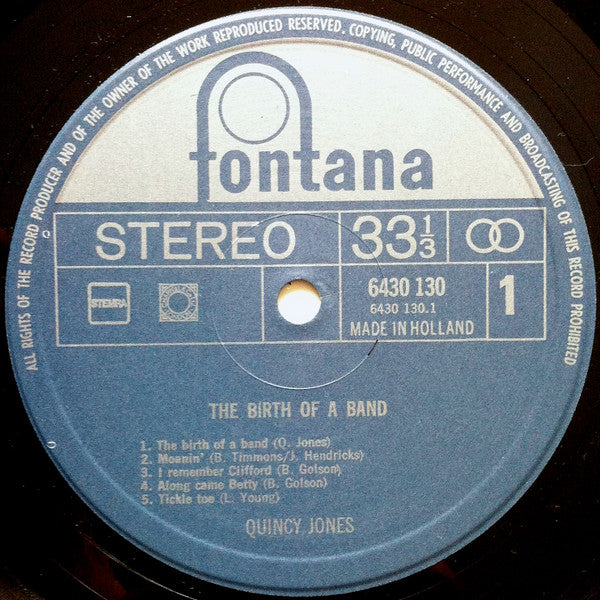 ALL RIGHTS OF THE RECORD PRODUCER AND OF THE OWNER OF THE WORK REPRODUCED RESERVED. COPYING, PUBLIC PERFORMANCE AND BROADCASTING OF THIS RECORD PROHIBITED
fontana
STEREO 33 1/3
STEMRA
6430 130
6430 130.1
MADE IN HOLLAND
1
THE BIRTH OF A BAND
1. The birth of a band (Q. Jones)
2. Moanin' (B. Timmons/J. Hendricks)
3. I remember Clifford (B. Golson)
4. Along came Betty (B. Golson)
5. Tickle toe (L. Young)
QUINCY JONES